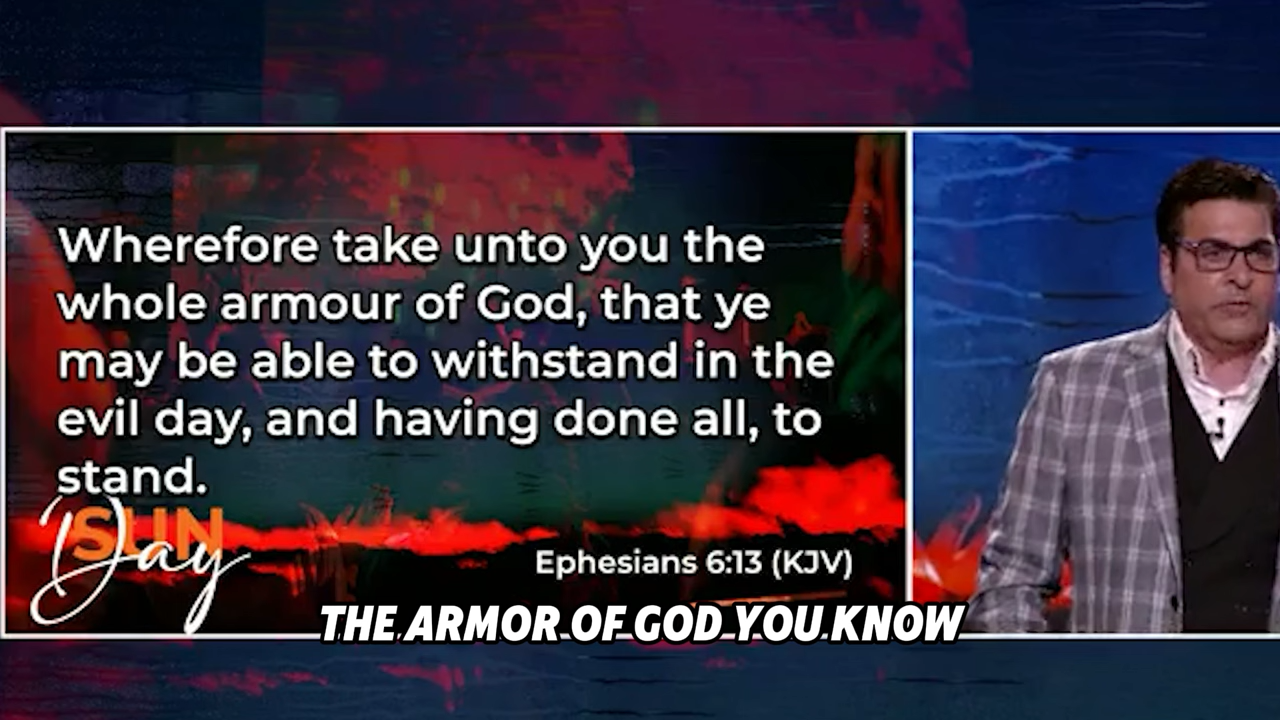 Wherefore take unto you the
whole armour of God, that ye
may be able to withstand in the
evil day, and having done all, to
stand.
SUN
Day
Ephesians 6:13 (KJV)
THE ARMOR OF GOD YOU KNOW